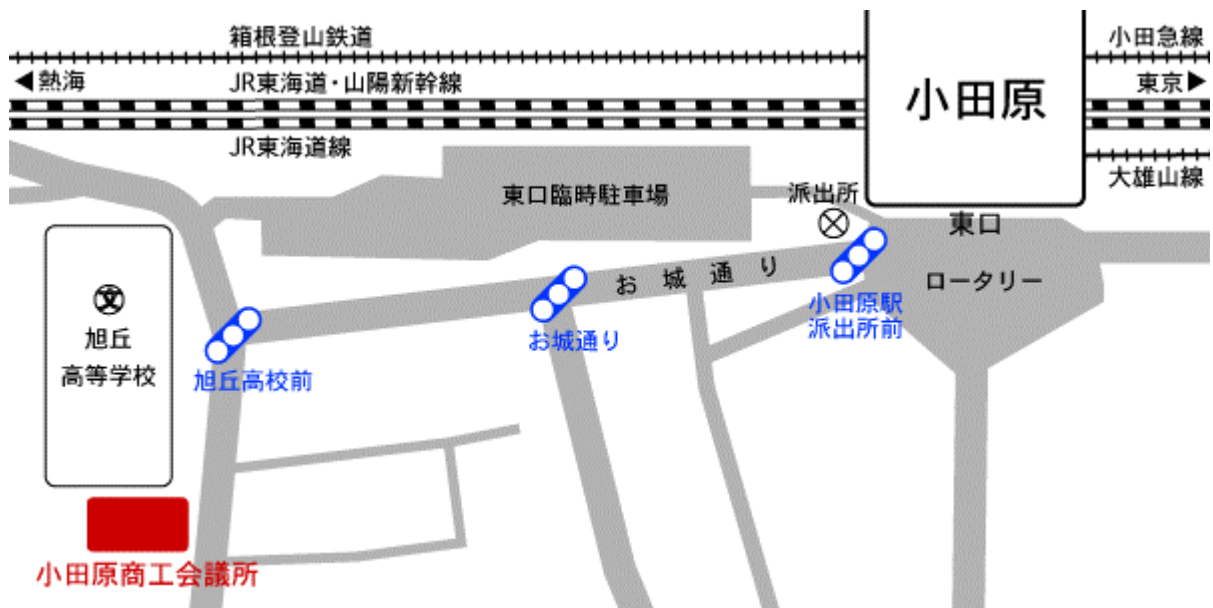 箱根登山鉄道
小田急線
◀熱海
JR東海道・山陽新幹線
小田原
東京▶
JR東海道線
大雄山線
東口臨時駐車場
派出所
東口
お城通り
ロータリー
小田原駅
派出所前
文
旭丘
高等学校
お城通り
旭丘高校前
小田原商工会議所